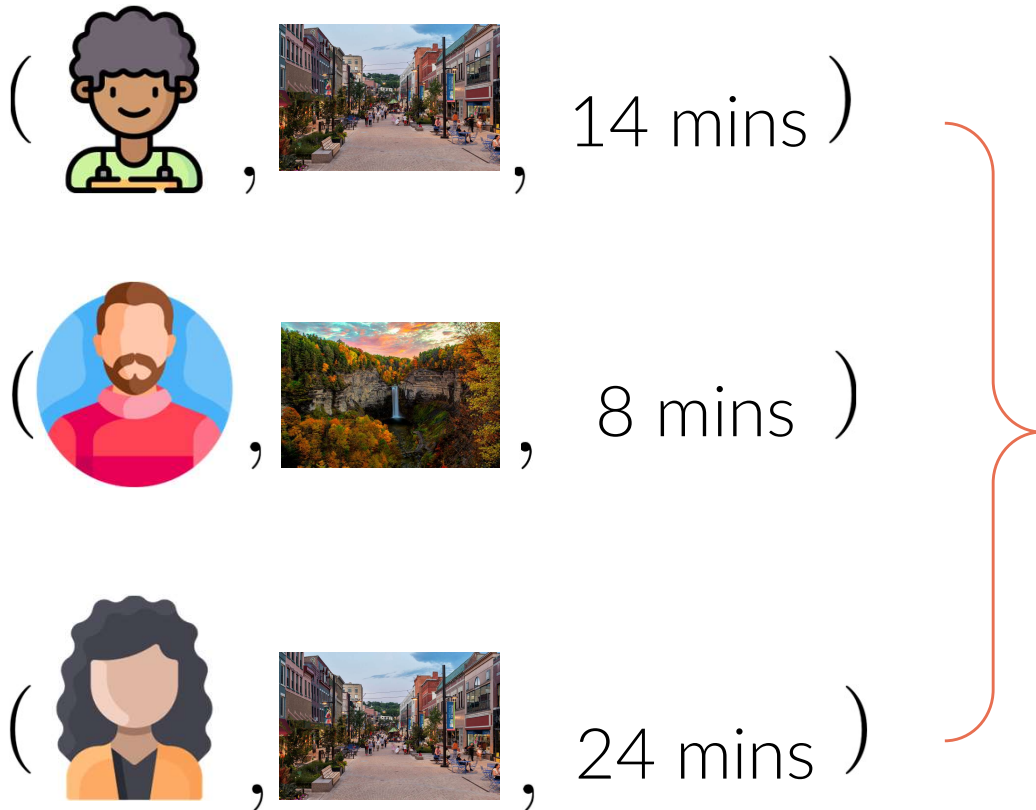 ( , , 14 mins )
( , , 8 mins )
( , , 24 mins )